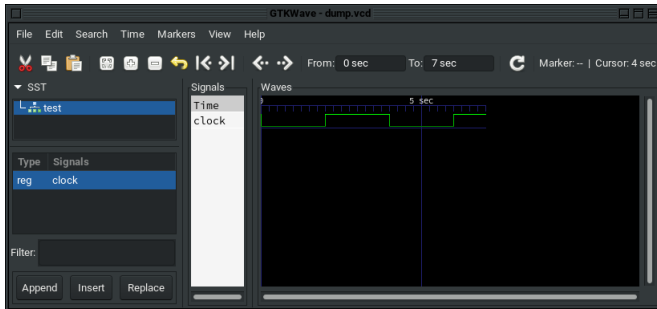 GTKWave - dump.vcd
File Edit Search Time Markers View Help
From: 0 sec To: 7 sec Marker: -- | Cursor: 4 sec
SST
test
Type Signals
reg clock
Filter:
Append Insert Replace
Signals
Time
clock
Waves
5 sec